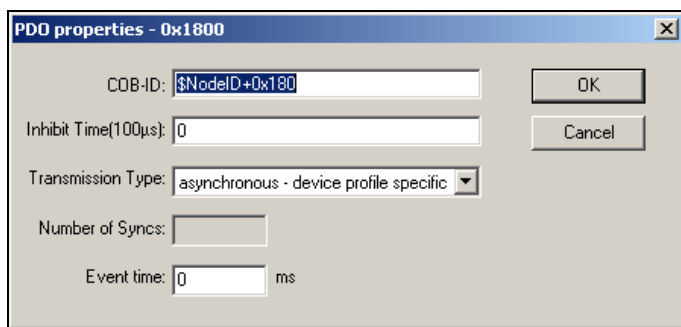 PDO properties - 0x1800
COB-ID: $NodeID+0x180
OK
Inhibit Time(100µs): 0
Cancel
Transmission Type: asynchronous - device profile specific
Number of Syncs:
Event time: 0 ms